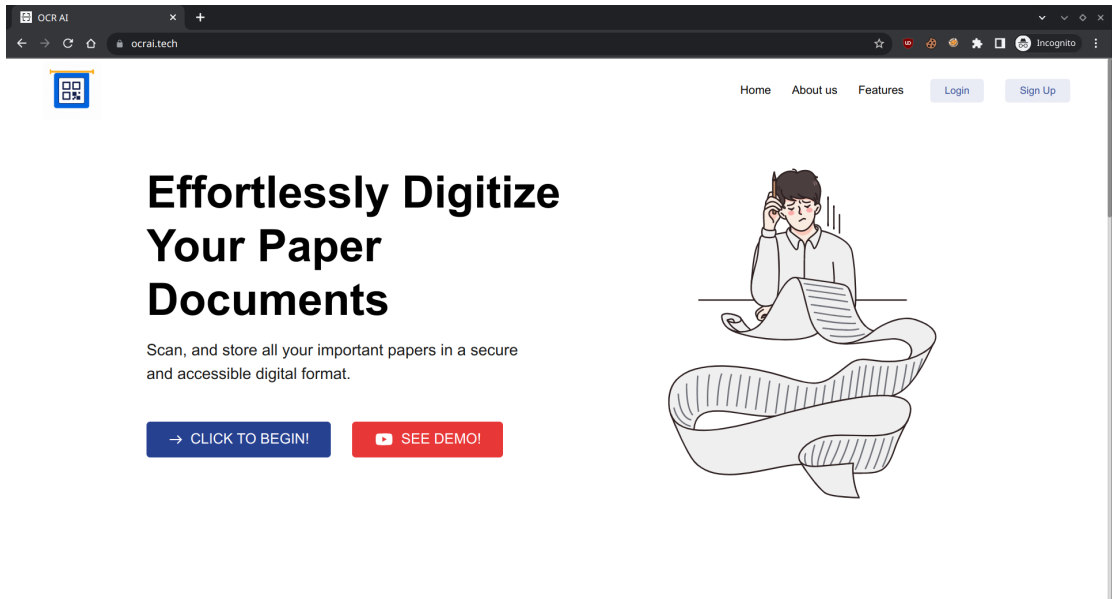 OCR AI
ocrai.tech
Incognito
Home About us Features Login Sign Up
Effortlessly Digitize
Your Paper
Documents
Scan, and store all your important papers in a secure
and accessible digital format.
→ CLICK TO BEGIN! SEE DEMO!